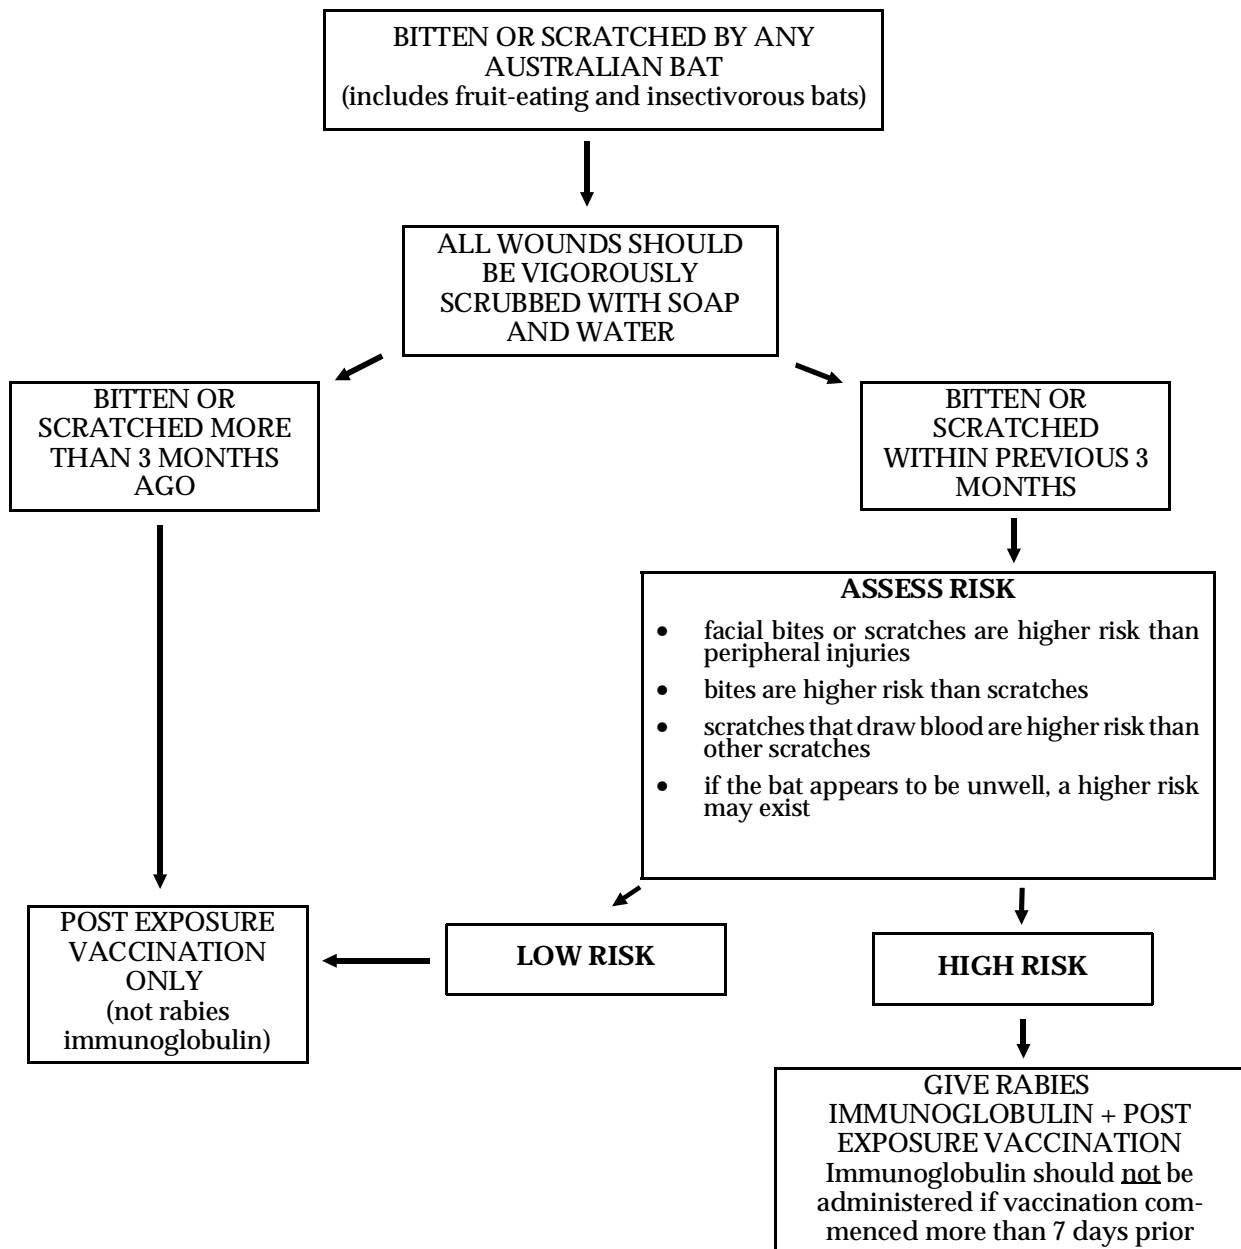 BITTEN OR SCRATCHED BY ANY
AUSTRALIAN BAT
(includes fruit-eating and insectivorous bats)
ALL WOUNDS SHOULD
BE VIGOROUSLY
SCRUBBED WITH SOAP
AND WATER
BITTEN OR
SCRATCHED MORE
THAN 3 MONTHS
AGO
BITTEN OR
SCRATCHED
WITHIN PREVIOUS 3
MONTHS
ASSESS RISK
• facial bites or scratches are higher risk than
peripheral injuries
• bites are higher risk than scratches
• scratches that draw blood are higher risk than
other scratches
• if the bat appears to be unwell, a higher risk
may exist
POST EXPOSURE
VACCINATION
ONLY
(not rabies
immunoglobulin)
LOW RISK
HIGH RISK
GIVE RABIES
IMMUNOGLOBULIN + POST
EXPOSURE VACCINATION
Immunoglobulin should not be
administered if vaccination com-
menced more than 7 days prior